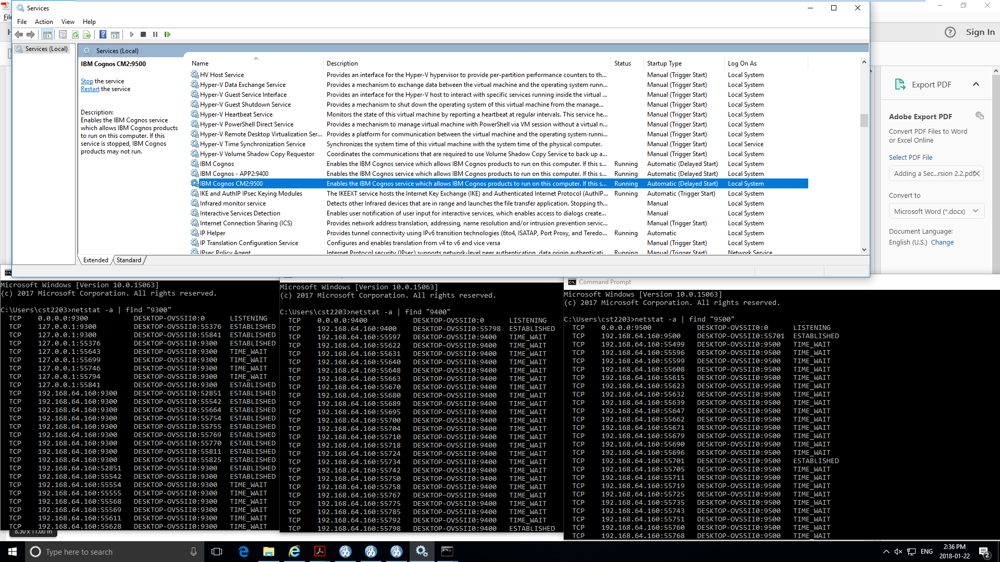 Services
File Action View Help
Services (Local)
Services (Local)
IBM Cognos CM2:9500
Stop the service
Restart the service
Description:
Enables the IBM Cognos service
which allows IBM Cognos products
to run on this computer. If this
service is stopped, IBM Cognos
products may not run.
Name Description Status Startup Type Log On As
HV Host Service Provides an interface for the Hyper-V hypervisor to provide per-partition performance counters to th... Manual (Trigger Start) Local System
Hyper-V Data Exchange Service Provides a mechanism to exchange data between the virtual machine and the operating system runn... Manual (Trigger Start) Local System
Hyper-V Guest Service Interface Provides an interface for the Hyper-V host to interact with specific services running inside the virtual ... Manual (Trigger Start) Local System
Hyper-V Guest Shutdown Service Provides a mechanism to shut down the operating system of this virtual machine from the manage... Manual (Trigger Start) Local System
Hyper-V Heartbeat Service Monitors the state of this virtual machine by reporting a heartbeat at regular intervals. This service he... Manual (Trigger Start) Local System
Hyper-V PowerShell Direct Service Provides a mechanism to manage virtual machine with PowerShell via VM session without a virtual n... Manual (Trigger Start) Local System
Hyper-V Remote Desktop Virtualization Ser... Provides a platform for communication between the virtual machine and the operating system runni... Manual (Trigger Start) Local System
Hyper-V Time Synchronization Service Synchronizes the system time of this virtual machine with the system time of the physical computer. Manual (Trigger Start) Local Service
Hyper-V Volume Shadow Copy Requestor Coordinates the communications that are required to use Volume Shadow Copy Service to back up a... Manual (Trigger Start) Local System
IBM Cognos Enables the IBM Cognos service which allows IBM Cognos products to run on this computer. If this s... Running Automatic (Delayed Start) Local System
IBM Cognos - APP2:9400 Enables the IBM Cognos service which allows IBM Cognos products to run on this computer. If this s... Running Automatic (Delayed Start) Local System
IBM Cognos CM2:9500 Enables the IBM Cognos service which allows IBM Cognos products to run on this computer. If this s... Running Automatic (Delayed Start) Local System
IKE and AuthIP IPsec Keying Modules The IKEEXT service hosts the Internet Key Exchange (IKE) and Authenticated Internet Protocol (AuthIP... Running Automatic (Trigger Start) Local System
Infrared monitor service Detects other Infrared devices that are in range and launches the file transfer application. Stopping th... Manual Local System
Interactive Services Detection Enables user notification of user input for interactive services, which enables access to dialogs create... Manual Local System
Internet Connection Sharing (ICS) Provides network address translation, addressing, name resolution and/or intrusion prevention servic... Manual (Trigger Start) Local System
IP Helper Provides tunnel connectivity using IPv6 transition technologies (6to4, ISATAP, Port Proxy, and Teredo... Running Automatic Local System
IP Translation Configuration Service Configures and enables translation from v4 to v6 and vice versa Manual (Trigger Start) Local System
IPsec Policy Agent Internet Protocol security (IPsec) supports network-level peer authentication, data origin authenticati... Running Manual (Trigger Start) Network Service
Extended Standard
Sign In
Export PDF
Adobe Export PDF
Convert PDF Files to Word
or Excel Online
Select PDF File
Adding a Sec...rsion 2.2.pdf
Convert to
Microsoft Word (*.docx)
Document Language:
English (U.S.) Change
Microsoft Windows [Version 10.0.15063]
(c) 2017 Microsoft Corporation. All rights reserved.
C:\Users\cst2203>netstat -a | find "9300"
TCP 0.0.0.0:9300 DESKTOP-OVS5II0:0 LISTENING
TCP 127.0.0.1:9300 DESKTOP-OVS5II0:55376 ESTABLISHED
TCP 127.0.0.1:9300 DESKTOP-OVS5II0:55841 ESTABLISHED
TCP 127.0.0.1:55376 DESKTOP-OVS5II0:9300 ESTABLISHED
TCP 127.0.0.1:55643 DESKTOP-OVS5II0:9300 TIME_WAIT
TCP 127.0.0.1:55699 DESKTOP-OVS5II0:9300 TIME_WAIT
TCP 127.0.0.1:55746 DESKTOP-OVS5II0:9300 TIME_WAIT
TCP 127.0.0.1:55794 DESKTOP-OVS5II0:9300 TIME_WAIT
TCP 127.0.0.1:55841 DESKTOP-OVS5II0:9300 ESTABLISHED
TCP 192.168.64.160:9300 DESKTOP-OVS5II0:52851 ESTABLISHED
TCP 192.168.64.160:9300 DESKTOP-OVS5II0:55542 ESTABLISHED
TCP 192.168.64.160:9300 DESKTOP-OVS5II0:55664 ESTABLISHED
TCP 192.168.64.160:9300 DESKTOP-OVS5II0:55754 ESTABLISHED
TCP 192.168.64.160:9300 DESKTOP-OVS5II0:55755 ESTABLISHED
TCP 192.168.64.160:9300 DESKTOP-OVS5II0:55769 ESTABLISHED
TCP 192.168.64.160:9300 DESKTOP-OVS5II0:55770 ESTABLISHED
TCP 192.168.64.160:9300 DESKTOP-OVS5II0:55811 ESTABLISHED
TCP 192.168.64.160:9300 DESKTOP-OVS5II0:55825 ESTABLISHED
TCP 192.168.64.160:52851 DESKTOP-OVS5II0:9300 ESTABLISHED
TCP 192.168.64.160:55542 DESKTOP-OVS5II0:9300 ESTABLISHED
TCP 192.168.64.160:55554 DESKTOP-OVS5II0:9300 TIME_WAIT
TCP 192.168.64.160:55555 DESKTOP-OVS5II0:9300 TIME_WAIT
TCP 192.168.64.160:55568 DESKTOP-OVS5II0:9300 TIME_WAIT
TCP 192.168.64.160:55569 DESKTOP-OVS5II0:9300 TIME_WAIT
TCP 192.168.64.160:55611 DESKTOP-OVS5II0:9300 TIME_WAIT
TCP 192.168.64.160:55628 DESKTOP-OVS5II0:9300 TIME_WAIT
Microsoft Windows [Version 10.0.15063]
(c) 2017 Microsoft Corporation. All rights reserved.
C:\Users\cst2203>netstat -a | find "9400"
TCP 0.0.0.0:9400 DESKTOP-OVS5II0:0 LISTENING
TCP 192.168.64.160:9400 DESKTOP-OVS5II0:55798 ESTABLISHED
TCP 192.168.64.160:55597 DESKTOP-OVS5II0:9400 TIME_WAIT
TCP 192.168.64.160:55622 DESKTOP-OVS5II0:9400 TIME_WAIT
TCP 192.168.64.160:55631 DESKTOP-OVS5II0:9400 TIME_WAIT
TCP 192.168.64.160:55640 DESKTOP-OVS5II0:9400 TIME_WAIT
TCP 192.168.64.160:55648 DESKTOP-OVS5II0:9400 TIME_WAIT
TCP 192.168.64.160:55663 DESKTOP-OVS5II0:9400 TIME_WAIT
TCP 192.168.64.160:55670 DESKTOP-OVS5II0:9400 TIME_WAIT
TCP 192.168.64.160:55680 DESKTOP-OVS5II0:9400 TIME_WAIT
TCP 192.168.64.160:55689 DESKTOP-OVS5II0:9400 TIME_WAIT
TCP 192.168.64.160:55695 DESKTOP-OVS5II0:9400 TIME_WAIT
TCP 192.168.64.160:55700 DESKTOP-OVS5II0:9400 TIME_WAIT
TCP 192.168.64.160:55704 DESKTOP-OVS5II0:9400 TIME_WAIT
TCP 192.168.64.160:55710 DESKTOP-OVS5II0:9400 TIME_WAIT
TCP 192.168.64.160:55718 DESKTOP-OVS5II0:9400 TIME_WAIT
TCP 192.168.64.160:55724 DESKTOP-OVS5II0:9400 TIME_WAIT
TCP 192.168.64.160:55734 DESKTOP-OVS5II0:9400 TIME_WAIT
TCP 192.168.64.160:55742 DESKTOP-OVS5II0:9400 TIME_WAIT
TCP 192.168.64.160:55750 DESKTOP-OVS5II0:9400 TIME_WAIT
TCP 192.168.64.160:55758 DESKTOP-OVS5II0:9400 TIME_WAIT
TCP 192.168.64.160:55767 DESKTOP-OVS5II0:9400 TIME_WAIT
TCP 192.168.64.160:55775 DESKTOP-OVS5II0:9400 TIME_WAIT
TCP 192.168.64.160:55785 DESKTOP-OVS5II0:9400 TIME_WAIT
TCP 192.168.64.160:55792 DESKTOP-OVS5II0:9400 TIME_WAIT
TCP 192.168.64.160:55798 DESKTOP-OVS5II0:9400 ESTABLISHED
Command Prompt
Microsoft Windows [Version 10.0.15063]
(c) 2017 Microsoft Corporation. All rights reserved.
C:\Users\cst2203>netstat -a | find "9500"
TCP 0.0.0.0:9500 DESKTOP-OVS5II0:0 LISTENING
TCP 192.168.64.160:9500 DESKTOP-OVS5II0:55701 ESTABLISHED
TCP 192.168.64.160:55499 DESKTOP-OVS5II0:9500 TIME_WAIT
TCP 192.168.64.160:55596 DESKTOP-OVS5II0:9500 TIME_WAIT
TCP 192.168.64.160:55599 DESKTOP-OVS5II0:9500 TIME_WAIT
TCP 192.168.64.160:55608 DESKTOP-OVS5II0:9500 TIME_WAIT
TCP 192.168.64.160:55615 DESKTOP-OVS5II0:9500 TIME_WAIT
TCP 192.168.64.160:55623 DESKTOP-OVS5II0:9500 TIME_WAIT
TCP 192.168.64.160:55632 DESKTOP-OVS5II0:9500 TIME_WAIT
TCP 192.168.64.160:55639 DESKTOP-OVS5II0:9500 TIME_WAIT
TCP 192.168.64.160:55647 DESKTOP-OVS5II0:9500 TIME_WAIT
TCP 192.168.64.160:55662 DESKTOP-OVS5II0:9500 TIME_WAIT
TCP 192.168.64.160:55671 DESKTOP-OVS5II0:9500 TIME_WAIT
TCP 192.168.64.160:55679 DESKTOP-OVS5II0:9500 TIME_WAIT
TCP 192.168.64.160:55690 DESKTOP-OVS5II0:9500 TIME_WAIT
TCP 192.168.64.160:55696 DESKTOP-OVS5II0:9500 TIME_WAIT
TCP 192.168.64.160:55701 DESKTOP-OVS5II0:9500 ESTABLISHED
TCP 192.168.64.160:55705 DESKTOP-OVS5II0:9500 TIME_WAIT
TCP 192.168.64.160:55711 DESKTOP-OVS5II0:9500 TIME_WAIT
TCP 192.168.64.160:55719 DESKTOP-OVS5II0:9500 TIME_WAIT
TCP 192.168.64.160:55725 DESKTOP-OVS5II0:9500 TIME_WAIT
TCP 192.168.64.160:55735 DESKTOP-OVS5II0:9500 TIME_WAIT
TCP 192.168.64.160:55743 DESKTOP-OVS5II0:9500 TIME_WAIT
TCP 192.168.64.160:55751 DESKTOP-OVS5II0:9500 TIME_WAIT
TCP 192.168.64.160:55760 DESKTOP-OVS5II0:9500 TIME_WAIT
TCP 192.168.64.160:55768 DESKTOP-OVS5II0:9500 TIME_WAIT
8.50 x 11.00 in
Type here to search
ENG
2:36 PM
2018-01-22
2